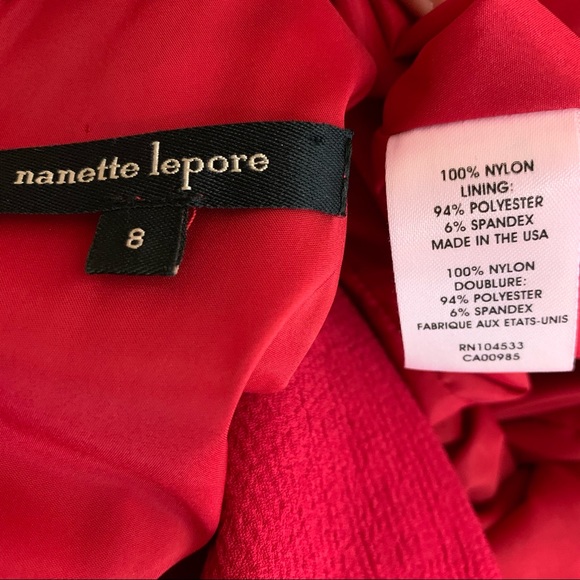 nanette lepore
8
100% NYLON
LINING:
94% POLYESTER
6% SPANDEX
MADE IN THE USA
100% NYLON
DOUBLURE:
94% POLYESTER
6% SPANDEX
FABRIQUE AUX ETATS-UNIS
RN104533
CA00985